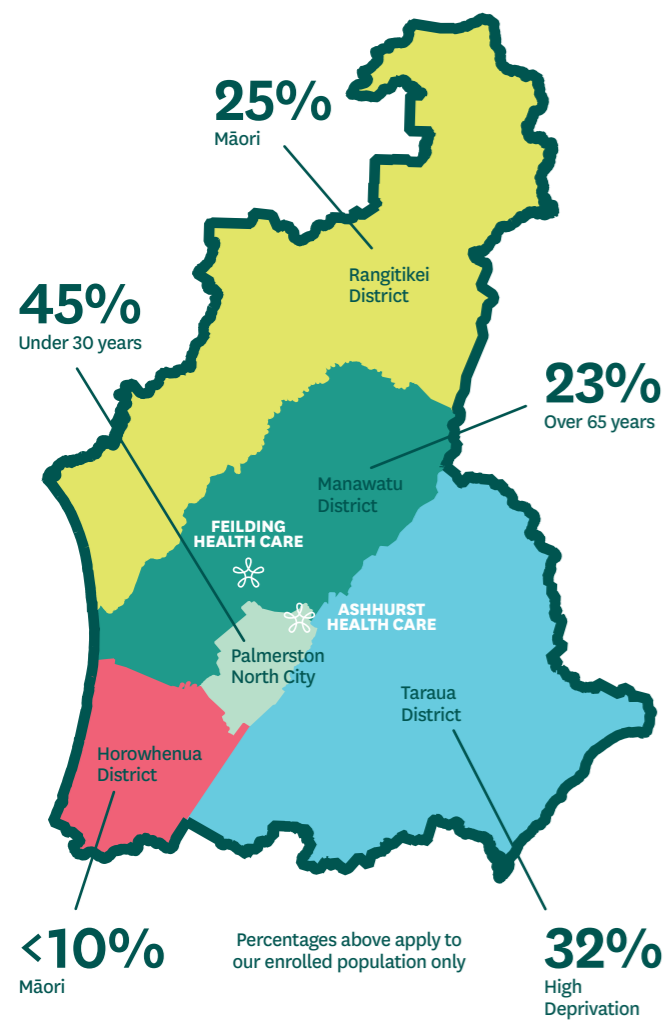 25%
Māori
Rangitikei
District
45%
Under 30 years
23%
Over 65 years
Manawatu
District
FEILDING
HEALTH CARE
ASHHURST
HEALTH CARE
Palmerston
North City
Taraua
District
Horowhenua
District
<10%
Māori
Percentages above apply to
our enrolled population only
32%
High
Deprivation